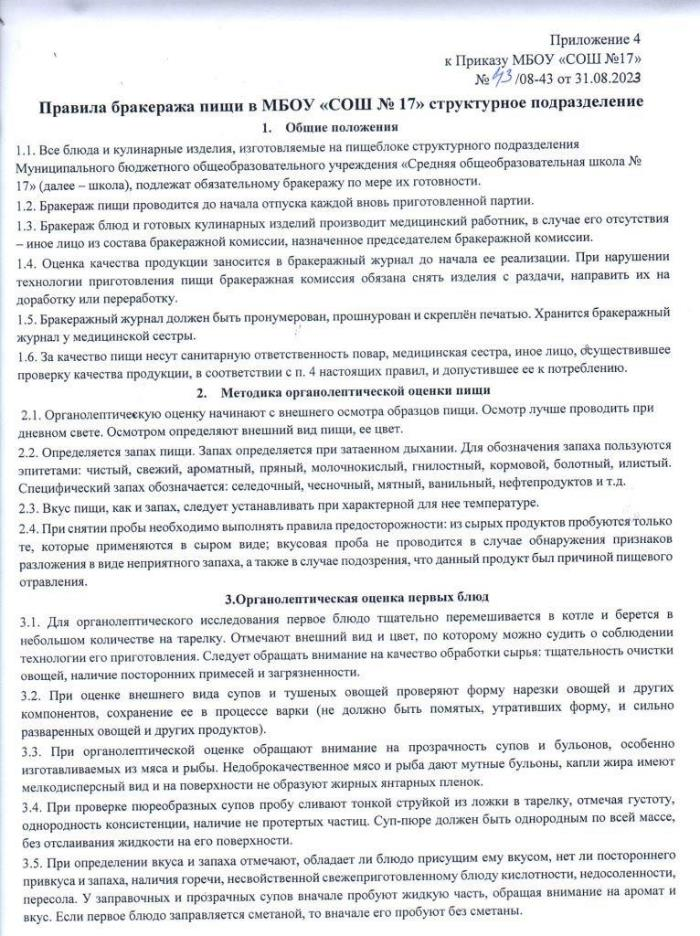 Приложение 4
к Приказу МБОУ «СОШ №17»
№ 43/08-43 от 31.08.2023
Правила бракеража пищи в МБОУ «СОШ № 17» структурное подразделение
1. Общие положения
1.1. Все блюда и кулинарные изделия, изготовляемые на пищеблоке структурного подразделения
Муниципального бюджетного общеобразовательного учреждения «Средняя общеобразовательная школа №
17» (далее – школа), подлежат обязательному бракеражу по мере их готовности.
1.2. Бракераж пищи проводится до начала отпуска каждой вновь приготовленной партии.
1.3. Бракераж блюд и готовых кулинарных изделий производит медицинский работник, в случае его отсутствия
– иное лицо из состава бракеражной комиссии, назначенное председателем бракеражной комиссии.
1.4. Оценка качества продукции заносится в бракеражный журнал до начала ее реализации. При нарушении
технологии приготовления пищи бракеражная комиссия обязана снять изделия с раздачи, направить их на
доработку или переработку.
1.5. Бракеражный журнал должен быть пронумерован, прошнурован и скреплён печатью. Хранится бракеражный
журнал у медицинской сестры.
1.6. За качество пищи несут санитарную ответственность повар, медицинская сестра, иное лицо, осуществившее
проверку качества продукции, в соответствии с п. 4 настоящих правил, и допустившее ее к потреблению.
2. Методика органолептической оценки пищи
2.1. Органолептическую оценку начинают с внешнего осмотра образцов пищи. Осмотр лучше проводить при
дневном свете. Осмотром определяют внешний вид пищи, ее цвет.
2.2. Определяется запах пищи. Запах определяется при затаенном дыхании. Для обозначения запаха пользуются
эпитетами: чистый, свежий, ароматный, пряный, молочнокислый, гнилостный, кормовой, болотный, илистый.
Специфический запах обозначается: селедочный, чесночный, мятный, ванильный, нефтепродуктов и т.д.
2.3. Вкус пищи, как и запах, следует устанавливать при характерной для нее температуре.
2.4. При снятии пробы необходимо выполнять правила предосторожности: из сырых продуктов пробуются только
те, которые применяются в сыром виде; вкусовая проба не проводится в случае обнаружения признаков
разложения в виде неприятного запаха, а также в случае подозрения, что данный продукт был причиной пищевого
отравления.
3.Органолептическая оценка первых блюд
3.1. Для органолептического исследования первое блюдо тщательно перемешивается в котле и берется в
небольшом количестве на тарелку. Отмечают внешний вид и цвет, по которому можно судить о соблюдении
технологии его приготовления. Следует обращать внимание на качество обработки сырья: тщательность очистки
овощей, наличие посторонних примесей и загрязненности.
3.2. При оценке внешнего вида супов и тушеных овощей проверяют форму нарезки овощей и других
компонентов, сохранение ее в процессе варки (не должно быть помятых, утративших форму, и сильно
разваренных овощей и других продуктов).
3.3. При органолептической оценке обращают внимание на прозрачность супов и бульонов, особенно
изготавливаемых из мяса и рыбы. Недоброкачественное мясо и рыба дают мутные бульоны, капли жира имеют
мелкодисперсный вид и на поверхности не образуют жирных янтарных пленок.
3.4. При проверке пюреобразных супов пробу сливают тонкой струйкой из ложки в тарелку, отмечая густоту,
однородность консистенции, наличие не протертых частиц. Суп-пюре должен быть однородным по всей массе,
без отслаивания жидкости на его поверхности.
3.5. При определении вкуса и запаха отмечают, обладает ли блюдо присущим ему вкусом, нет ли постороннего
привкуса и запаха, наличия горечи, несвойственной свежеприготовленному блюду кислотности, недосоленности,
пересола. У заправочных и прозрачных супов вначале пробуют жидкую часть, обращая внимание на аромат и
вкус. Если первое блюдо заправляется сметаной, то вначале его пробуют без сметаны.